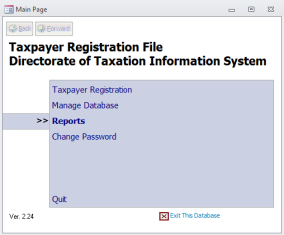 Main Page
Back Forward
Taxpayer Registration File
Directorate of Taxation Information System
Taxpayer Registration
Manage Database
>> Reports
Change Password
Quit
Ver. 2.24
Exit This Database